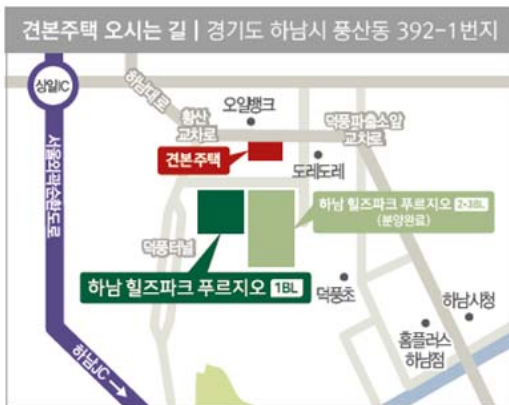 견본주택 오시는 길 | 경기도 하남시 풍산동 392-1번지
상일IC
하남대로
오일뱅크
황산
교차로
덕풍파출소 앞
교차로
견본주택
도레도레
서울외곽순환도로
하남 힐즈파크 푸르지오 2·3BL
(분양완료)
덕풍터널
하남 힐즈파크 푸르지오 1BL
덕풍초
하남시청
홈플러스
하남점
하남JC